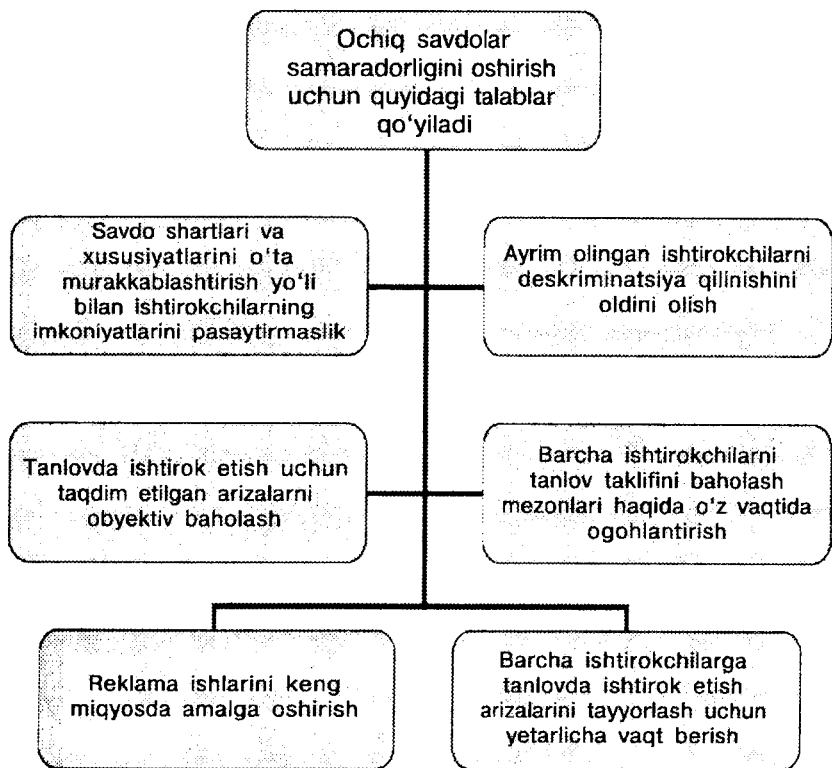 Ochiq savdolar
samaradorligini oshirish
uchun quyidagi talablar
qo‘yiladi
Savdo shartlari va
xususiyatlarini o‘ta
murakkablashtirish yo‘li
bilan ishtirokchilarning
imkoniyatlarini pasaytirmaslik
Ayrim olingan ishtirokchilarni
deskriminatsiya qilinishini
oldini olish
Tanlovda ishtirok etish uchun
taqdim etilgan arizalarni
obyektiv baholash
Barcha ishtirokchilarni
tanlov taklifini baholash
mezonlari haqida o‘z vaqtida
ogohlantirish
Reklama ishlarini keng
miqyosda amalga oshirish
Barcha ishtirokchilarga
tanlovda ishtirok etish
arizalarini tayyorlash uchun
yetarlicha vaqt berish